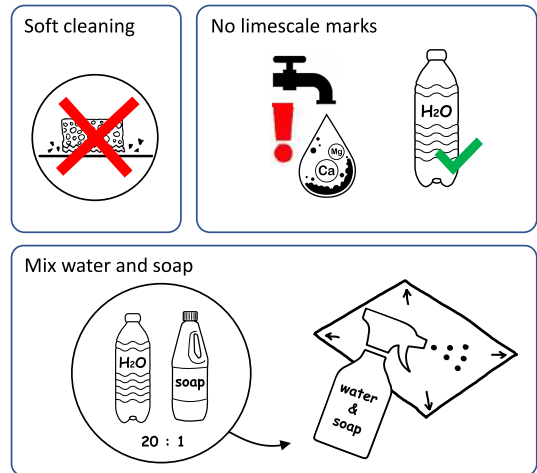 Soft cleaning
No limescale marks
Mg
Ca
H2O
Mix water and soap
H2O
soap
20 : 1
water
&
soap